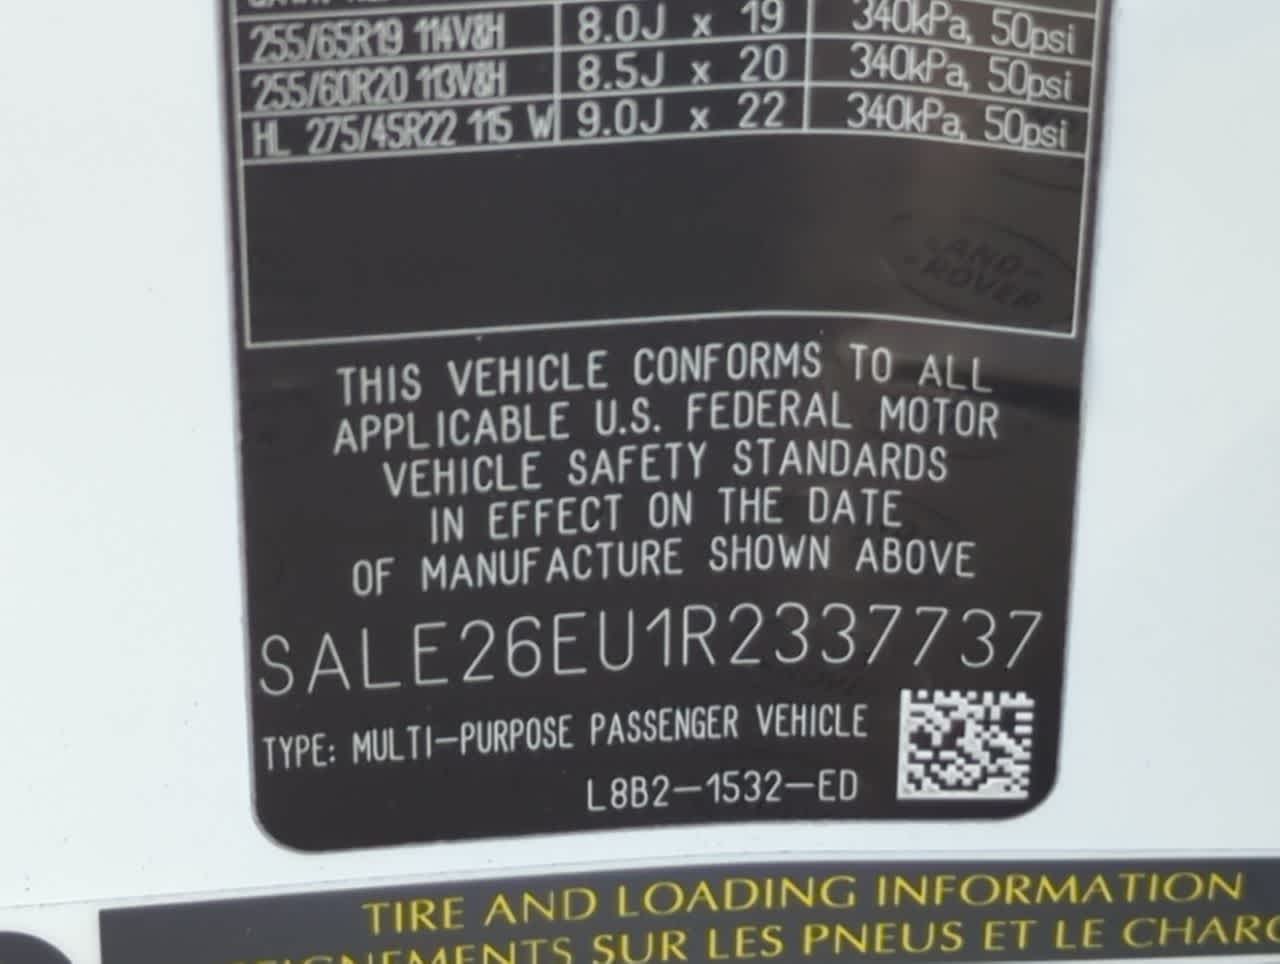 255/65R19 114V&H 8.0J x 19 340kPa, 50psi
255/60R20 113V&H 8.5J x 20 340kPa, 50psi
HL 275/45R22 115 W 9.0J x 22 340kPa, 50psi
LAND-
ROVER
THIS VEHICLE CONFORMS TO ALL
APPLICABLE U.S. FEDERAL MOTOR
VEHICLE SAFETY STANDARDS
IN EFFECT ON THE DATE
OF MANUFACTURE SHOWN ABOVE
SALE26EU1R2337737
TYPE: MULTI-PURPOSE PASSENGER VEHICLE
L8B2-1532-ED
TIRE AND LOADING INFORMATION
EIGNEMENTS SUR LES PNEUS ET LE CHARG